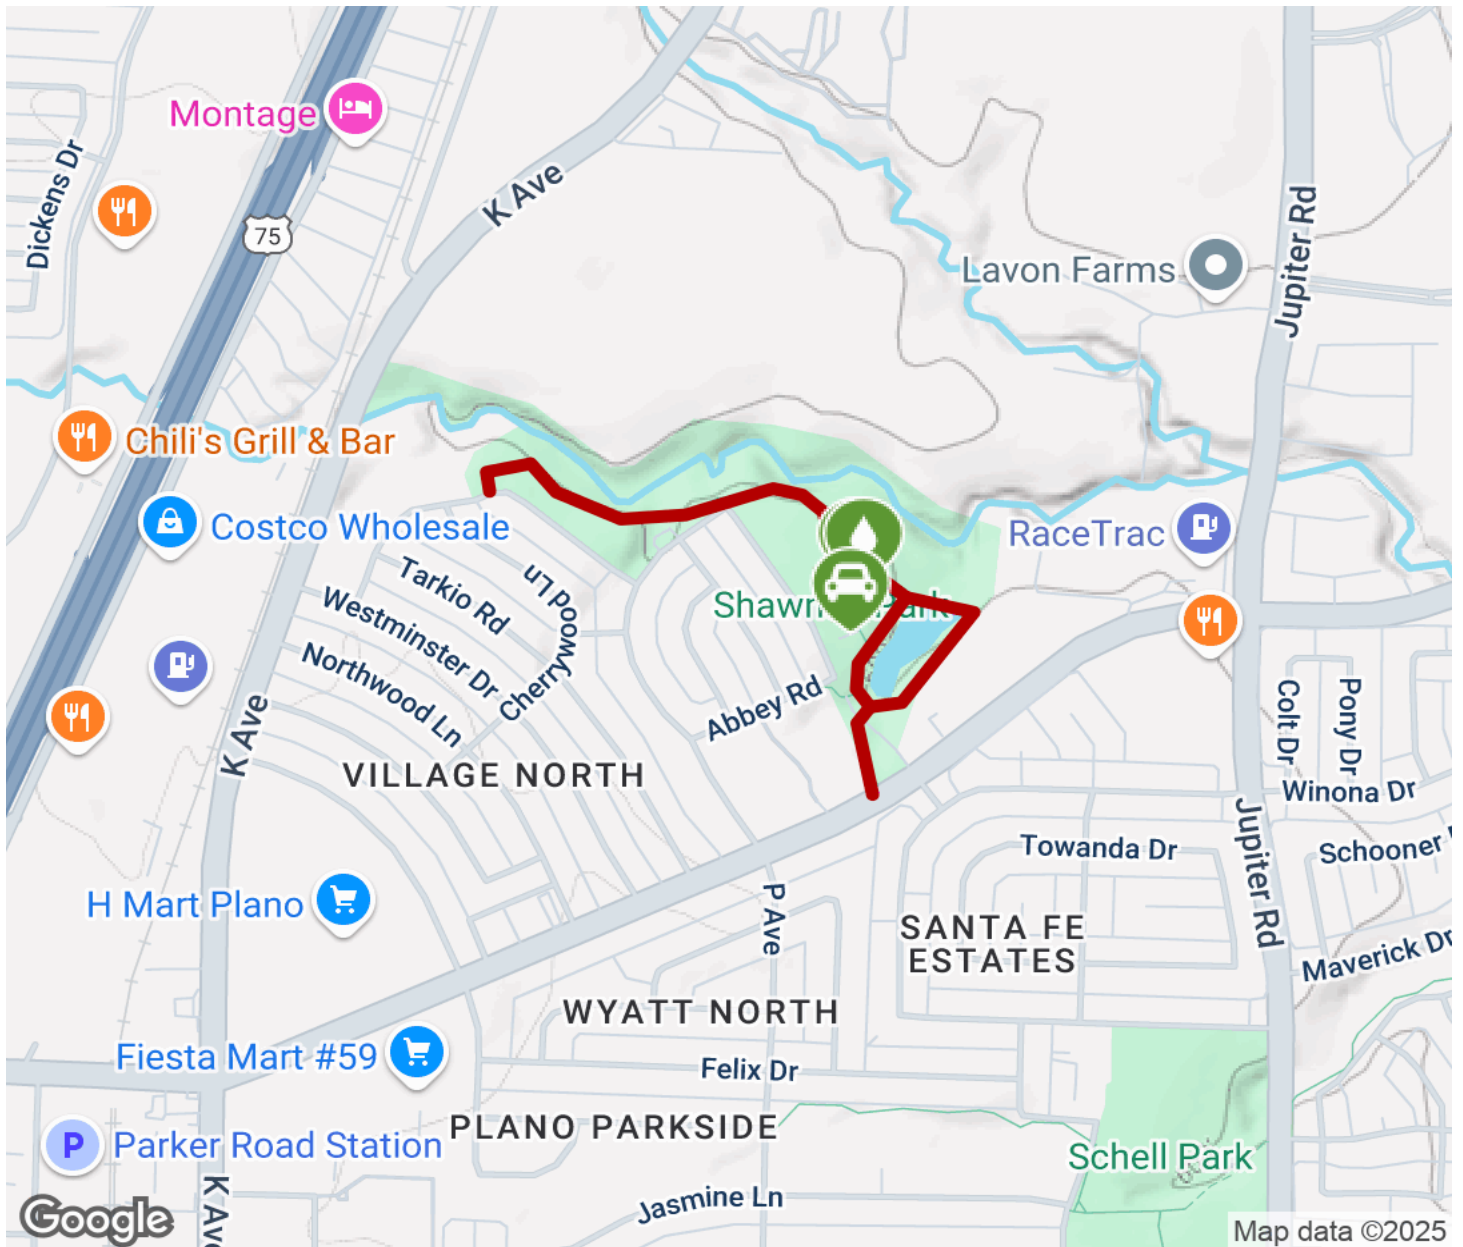 Montage
K Ave
Dickens Dr
75
Jupiter Rd
Lavon Farms
Chili's Grill & Bar
Costco Wholesale
RaceTrac
Tarkio Rd
Cherrywood Ln
Westminster Dr
Northwood Ln
Abbey Rd
K Ave
Colt Dr
Pony Dr
VILLAGE NORTH
Winona Dr
Towanda Dr
Schooner
Jupiter Rd
H Mart Plano
P Ave
SANTA FE
ESTATES
Maverick Dr
WYATT NORTH
Fiesta Mart #59
Felix Dr
PLANO PARKSIDE
P
Parker Road Station
Schell Park
K Ave
Jasmine Ln
Google
Map data ©2025